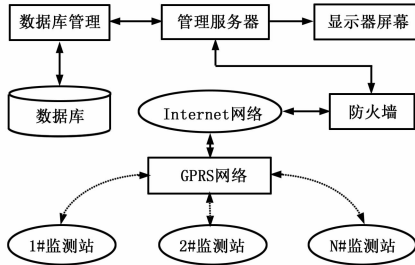 数据库管理
管理服务器
显示器屏幕
数据库
Internet网络
防火墙
GPRS网络
1#监测站
2#监测站
N#监测站